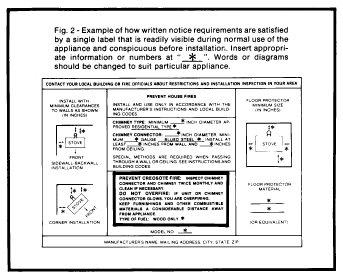 Fig. 2 - Example of how written notice requirements are satisfied
by a single label that is readily visible during normal use of the
appliance and conspicuous before installation. Insert appropri-
ate information or numbers at " * ". Words or diagrams
should be changed to suit particular appliance.
CONTACT YOUR LOCAL BUILDING OR FIRE OFFICIALS ABOUT RESTRICTIONS AND INSTALLATION INSPECTION IN YOUR AREA
INSTALL WITH
MINIMUM CLEARANCES
TO WALLS AS SHOWN
(IN INCHES)
*
* STOVE
FRONT
SIDEWALL-BACKWALL
INSTALLATION
*
*
FRONT
CORNER INSTALLATION
PREVENT HOUSE FIRES
INSTALL AND USE ONLY IN ACCORDANCE WITH THE
MANUFACTURER'S INSTRUCTIONS AND LOCAL BUILD-
ING CODES
CHIMNEY TYPE: MINIMUM * INCH DIAMETER AP-
PROVED RESIDENTIAL TYPE *
CHIMNEY CONNECTOR: * INCH DIAMETER, MINI-
MUM * GAUGE BLUED STEEL * INSTALL AT
LEAST * INCHES FROM WALL AND * INCHES
FROM CEILING.
SPECIAL METHODS ARE REQUIRED WHEN PASSING
THROUGH A WALL OR CEILING SEE INSTRUCTIONS AND
BUILDING CODES
PREVENT CREOSOTE FIRE: INSPECT CHIMNEY
CONNECTOR AND CHIMNEY TWICE MONTHLY AND
CLEAN IF NECESSARY.
DO NOT OVERFIRE: IF UNIT OR CHIMNEY
CONNECTOR GLOWS, YOU ARE OVERFIRING.
KEEP FURNISHINGS AND OTHER COMBUSTIBLE
MATERIALS A CONSIDERABLE DISTANCE AWAY
FROM APPLIANCE
TYPE OF FUEL: WOOD ONLY *
MODEL NO. *
FLOOR PROTECTOR
MINIMUM SIZE
(IN INCHES)
*
* STOVE *
*
FLOOR PROTECTOR
MATERIAL
*
*
(OR EQUIVALENT)
MANUFACTURER'S NAME MAILING ADDRESS, CITY, STATE ZIP